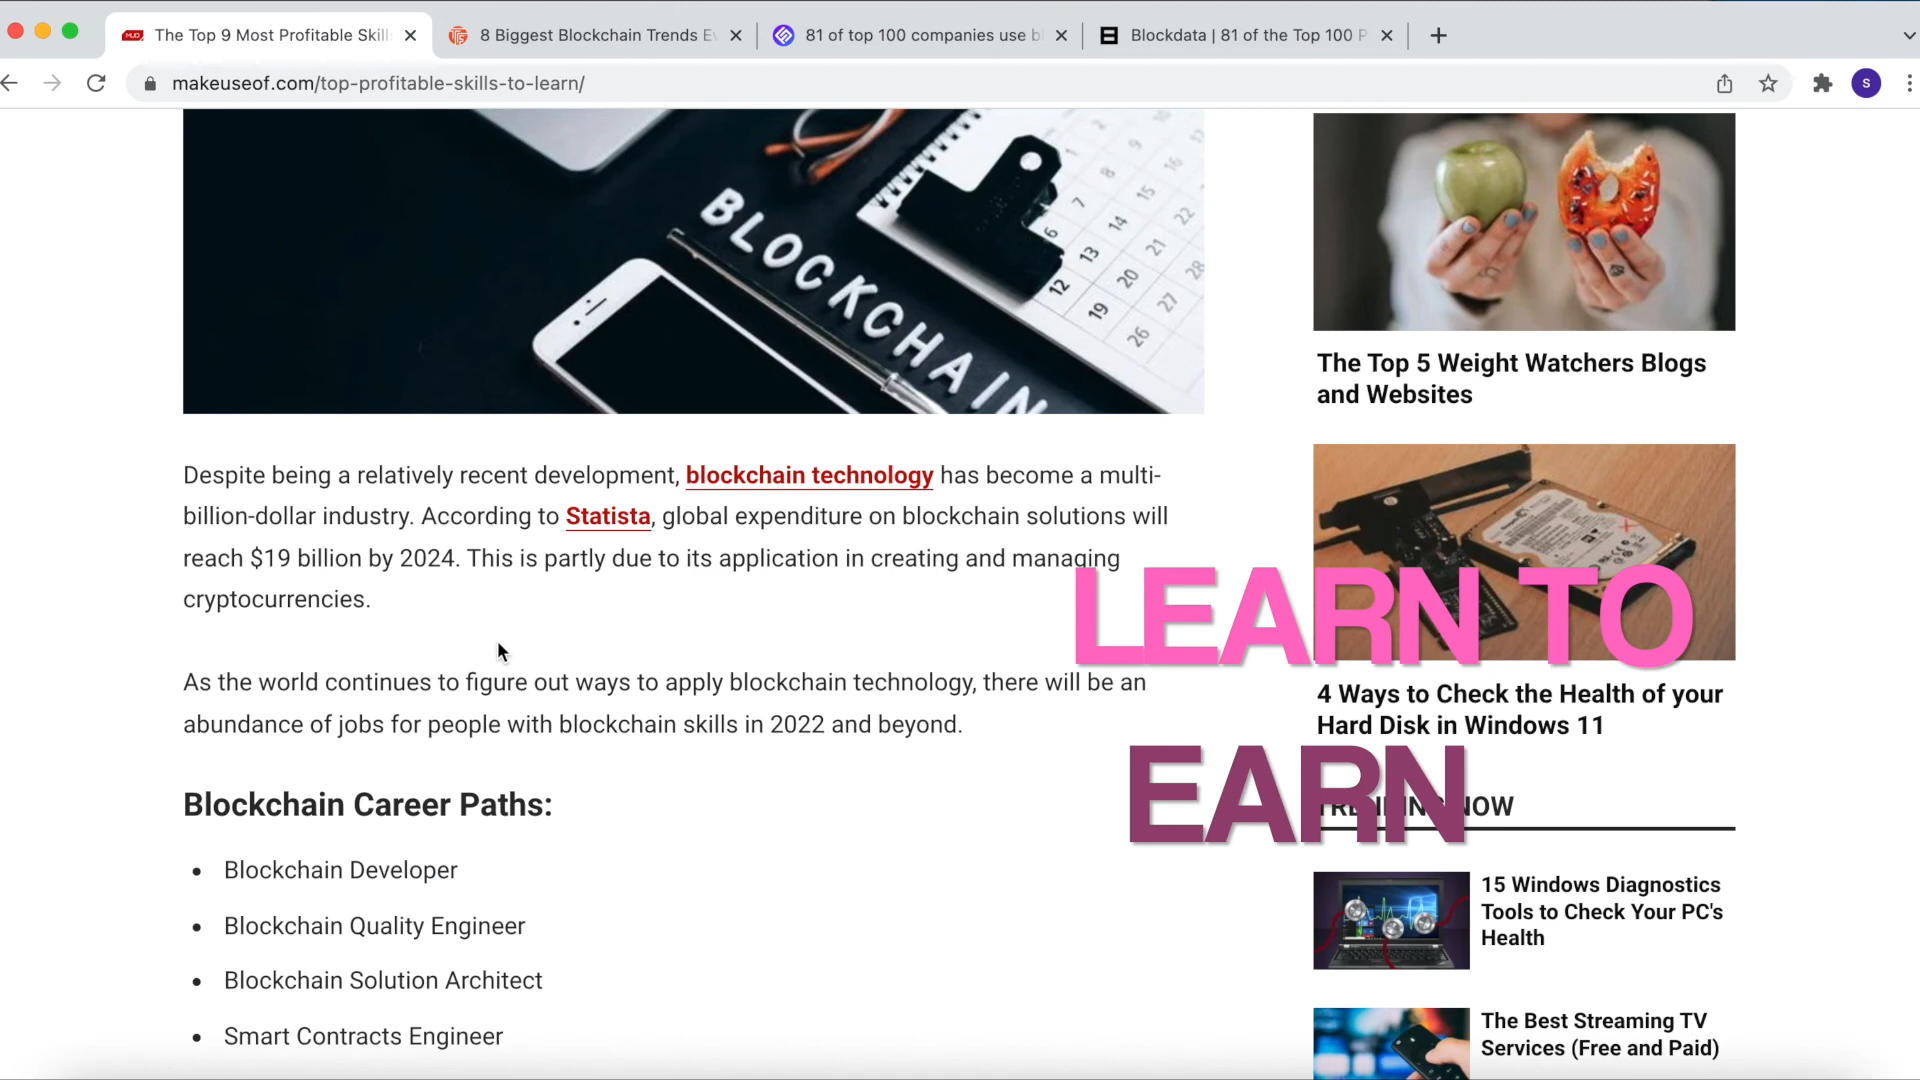 The Top 9 Most Profitable Skill
8 Biggest Blockchain Trends Ev
81 of top 100 companies use bl
Blockdata | 81 of the Top 100 P
makeuseof.com/top-profitable-skills-to-learn/
S
BLOCKCHAIN
The Top 5 Weight Watchers Blogs
and Websites
Despite being a relatively recent development, blockchain technology has become a multi-
billion-dollar industry. According to Statista, global expenditure on blockchain solutions will
reach $19 billion by 2024. This is partly due to its application in creating and managing
cryptocurrencies.
LEARN TO
EARN
As the world continues to figure out ways to apply blockchain technology, there will be an
abundance of jobs for people with blockchain skills in 2022 and beyond.
4 Ways to Check the Health of your
Hard Disk in Windows 11
Blockchain Career Paths:
TRENDING NOW
Blockchain Developer
Blockchain Quality Engineer
Blockchain Solution Architect
Smart Contracts Engineer
15 Windows Diagnostics
Tools to Check Your PC's
Health
The Best Streaming TV
Services (Free and Paid)